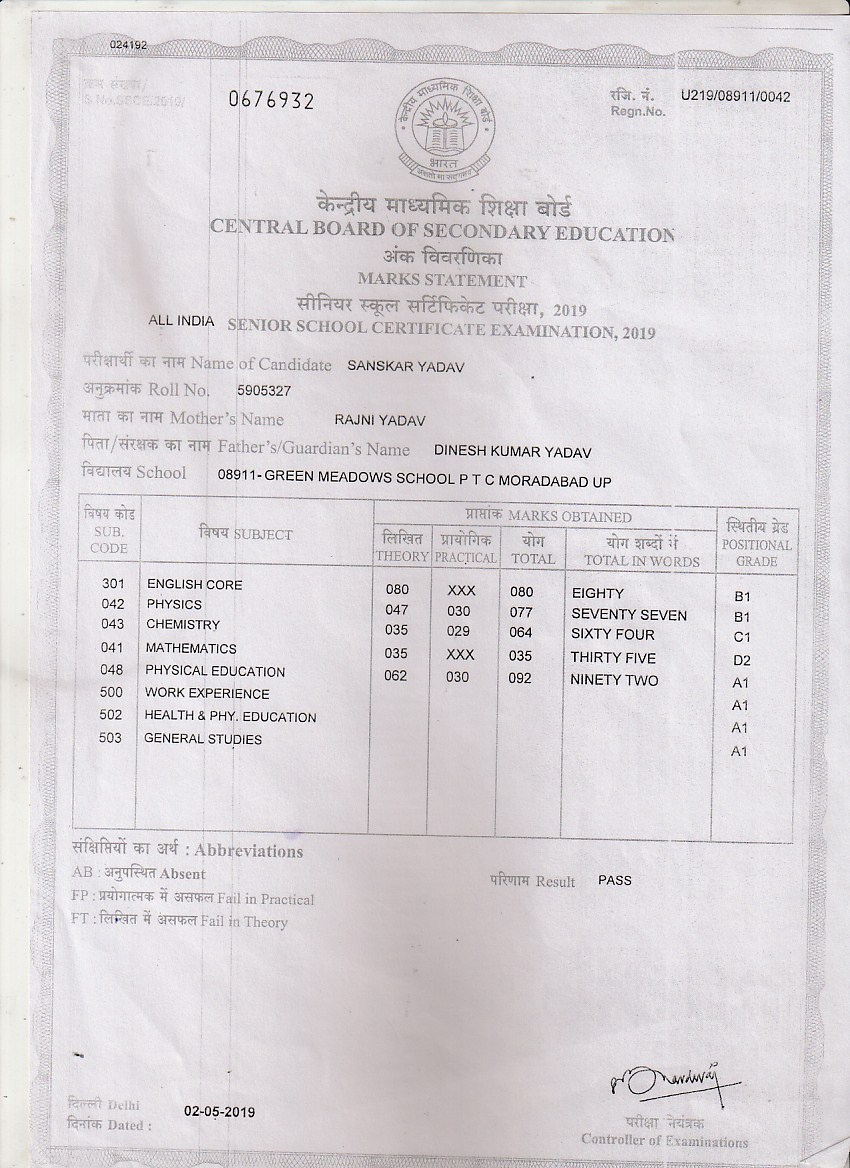 024192
क्रम संख्या/
S.No.SSCE/2019/
0676932
रजि. नं.
Regn.No.
U219/08911/0042
केन्द्रीय माध्यमिक शिक्षा बोर्ड
भारत
असतो मा सद्गमय
केन्द्रीय माध्यमिक शिक्षा बोर्ड
CENTRAL BOARD OF SECONDARY EDUCATION
अंक विवरणिका
MARKS STATEMENT
सीनियर स्कूल सर्टिफिकेट परीक्षा, 2019
ALL INDIA SENIOR SCHOOL CERTIFICATE EXAMINATION, 2019
परीक्षार्थी का नाम Name of Candidate SANSKAR YADAV
अनुक्रमांक Roll No. 5905327
माता का नाम Mother's Name RAJNI YADAV
पिता/संरक्षक का नाम Father's/Guardian's Name DINESH KUMAR YADAV
विद्यालय School 08911-GREEN MEADOWS SCHOOL P T C MORADABAD UP
विषय कोड SUB. CODE
विषय SUBJECT
प्राप्तांक MARKS OBTAINED
लिखित THEORY
प्रायोगिक PRACTICAL
योग TOTAL
योग शब्दों में TOTAL IN WORDS
स्थितीय ग्रेड POSITIONAL GRADE
301 ENGLISH CORE 080 XXX 080 EIGHTY B1
042 PHYSICS 047 030 077 SEVENTY SEVEN B1
043 CHEMISTRY 035 029 064 SIXTY FOUR C1
041 MATHEMATICS 035 XXX 035 THIRTY FIVE D2
048 PHYSICAL EDUCATION 062 030 092 NINETY TWO A1
500 WORK EXPERIENCE A1
502 HEALTH & PHY. EDUCATION A1
503 GENERAL STUDIES A1
संक्षिप्तियों का अर्थ : Abbreviations
AB : अनुपस्थित Absent
परिणाम Result PASS
FP : प्रयोगात्मक में असफल Fail in Practical
FT : लिखित में असफल Fail in Theory
दिल्ली Delhi
दिनांक Dated : 02-05-2019
परीक्षा नियंत्रक
Controller of Examinations